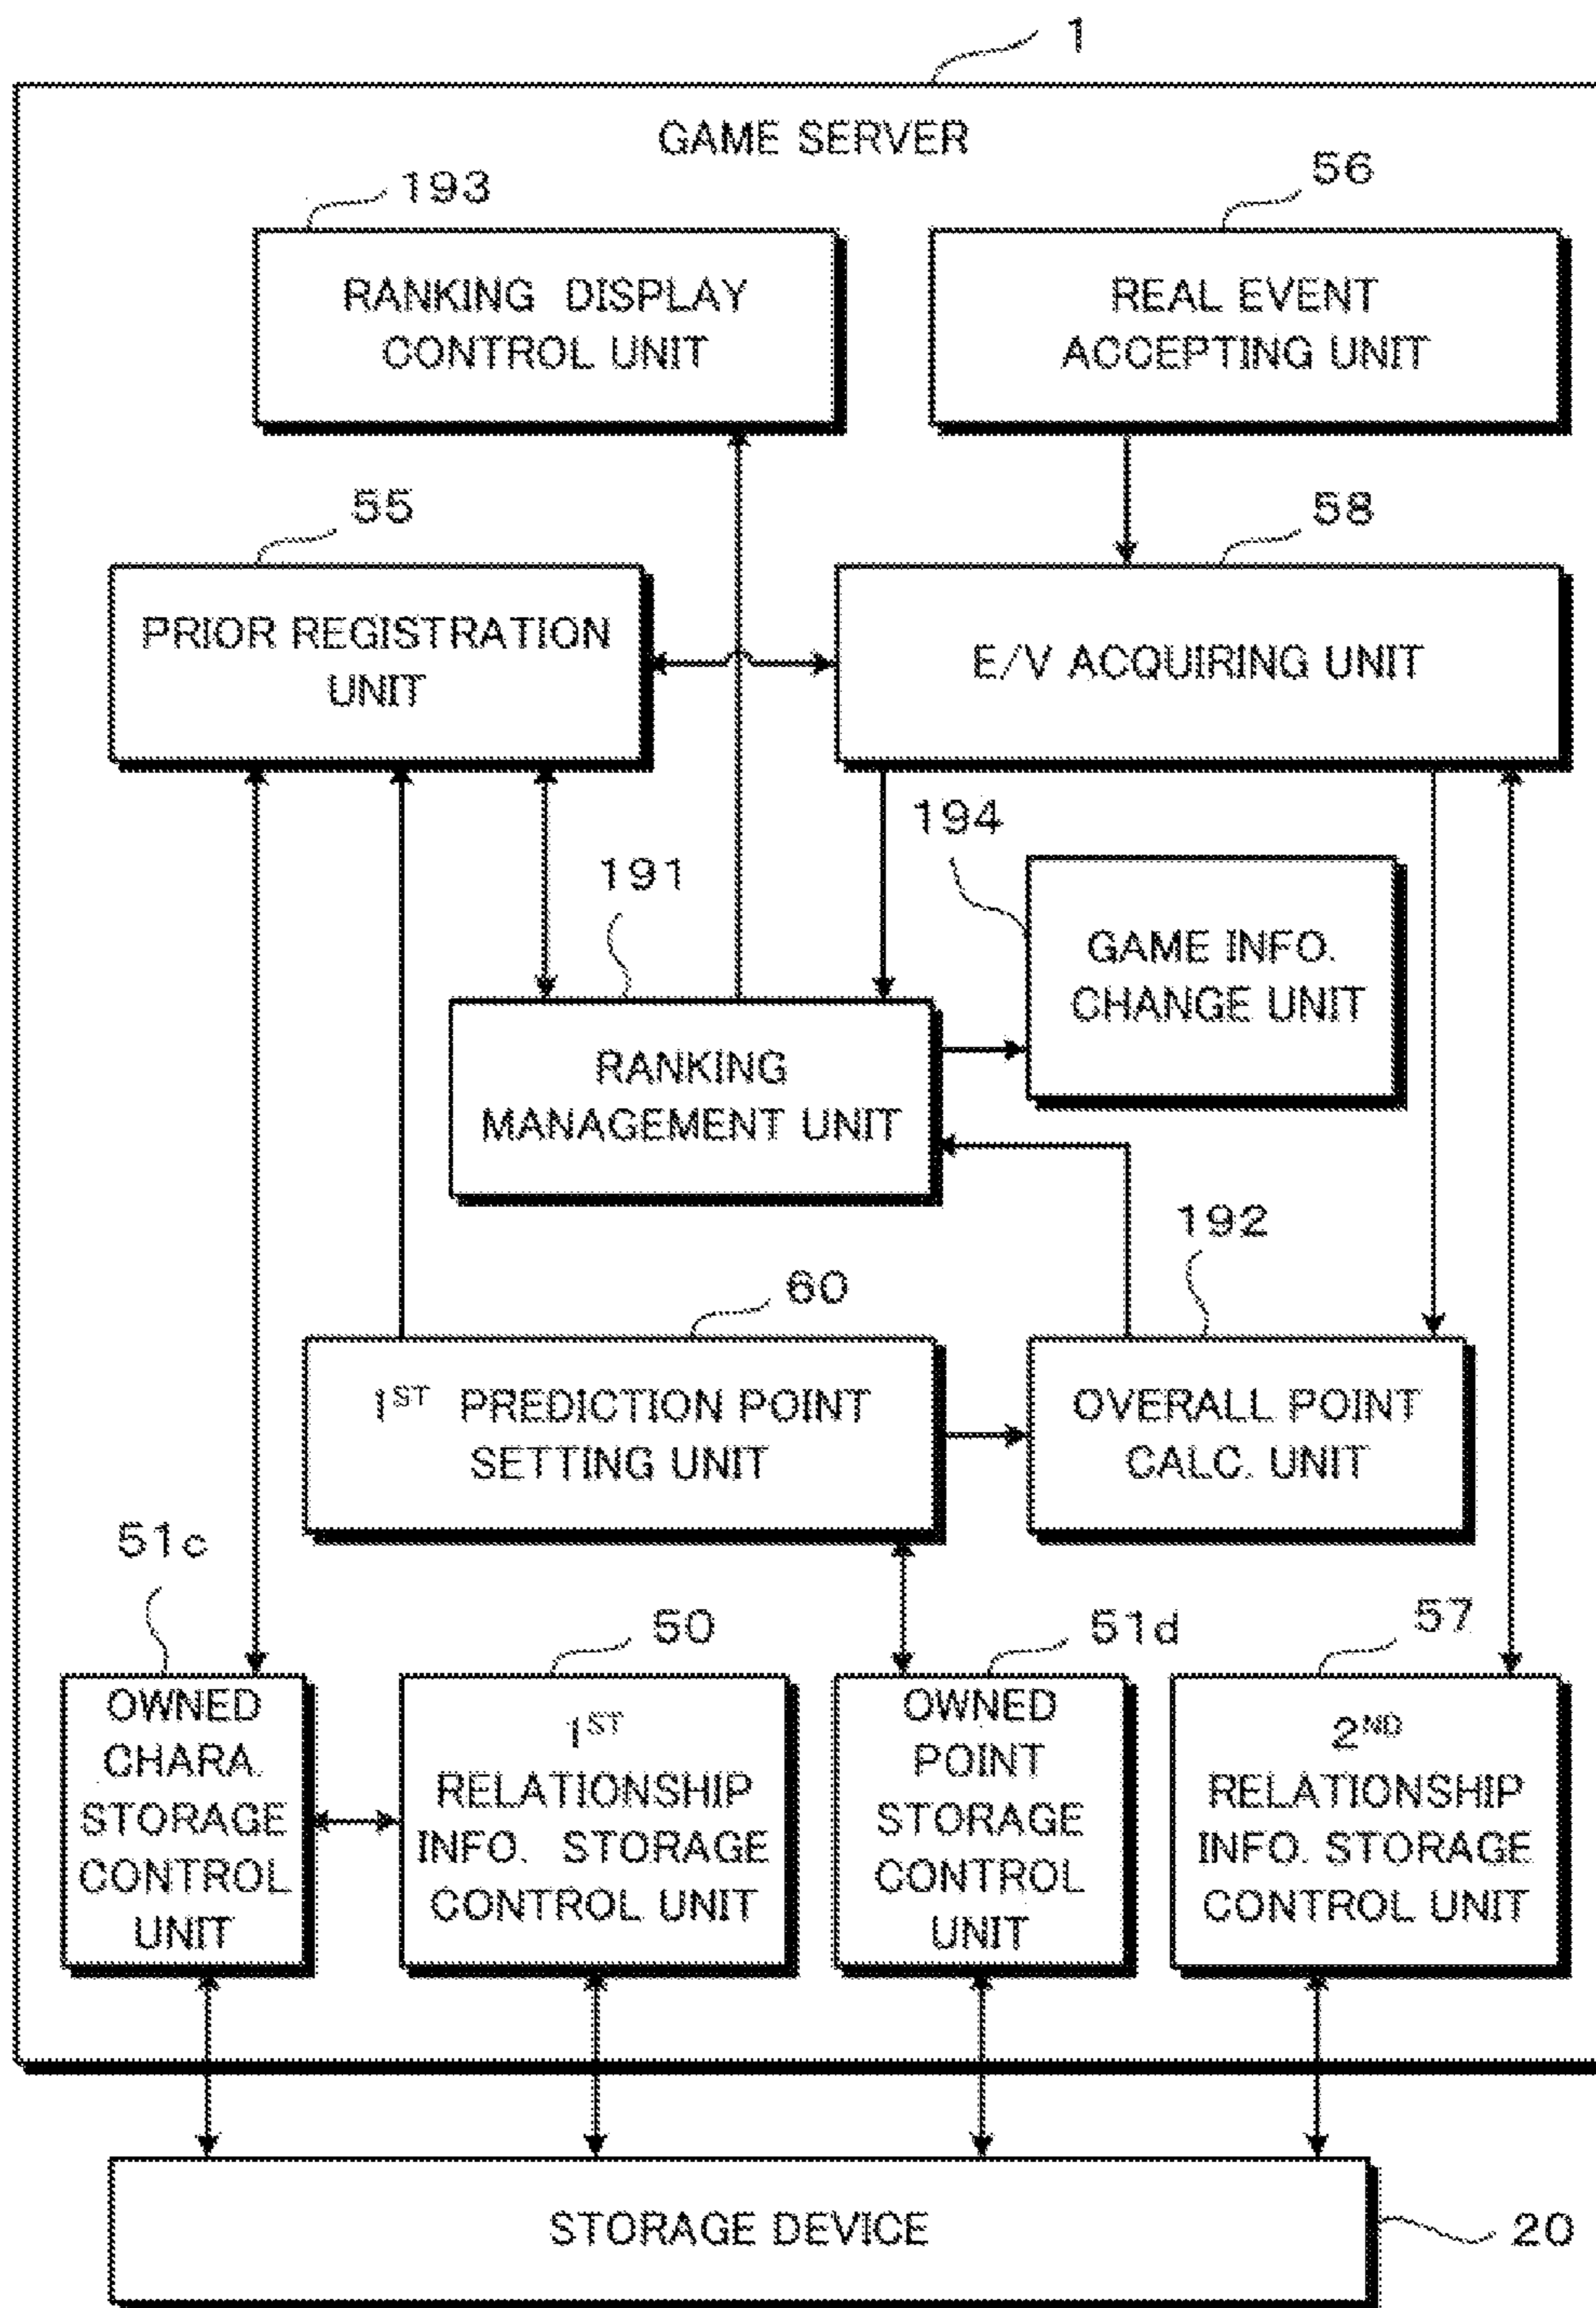 1
GAME SERVER
193
56
RANKING DISPLAY
CONTROL UNIT
REAL EVENT
ACCEPTING UNIT
55
58
PRIOR REGISTRATION
UNIT
E/V ACQUIRING UNIT
194
191
GAME INFO.
CHANGE UNIT
RANKING
MANAGEMENT UNIT
192
60
1ST PREDICTION POINT
SETTING UNIT
OVERALL POINT
CALC. UNIT
51c
50
51d
57
OWNED
CHARA.
STORAGE
CONTROL
UNIT
1ST
RELATIONSHIP
INFO. STORAGE
CONTROL UNIT
OWNED
POINT
STORAGE
CONTROL
UNIT
2ND
RELATIONSHIP
INFO. STORAGE
CONTROL UNIT
STORAGE DEVICE
20